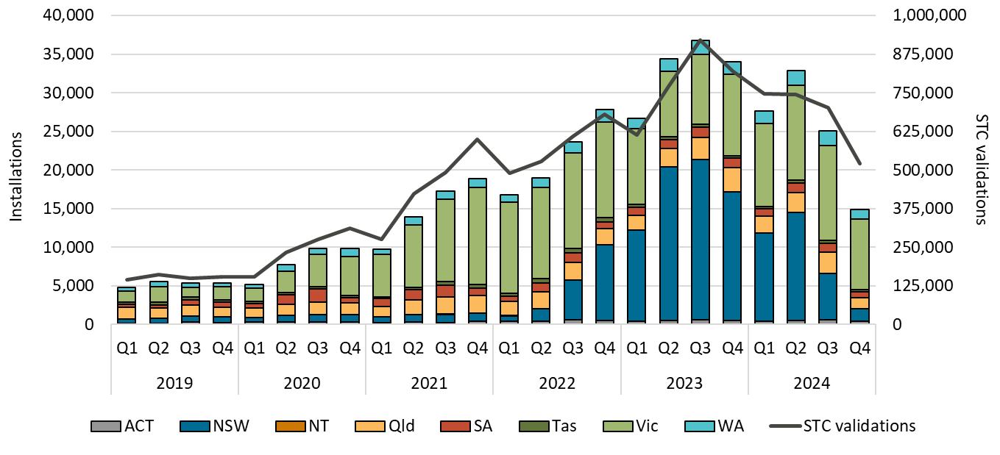 40,000 1,000,000
35,000 875,000
30,000 750,000
25,000 625,000
20,000 500,000
15,000 375,000
10,000 250,000
5,000 125,000
0 0
Installations
STC validations
Q1 Q2 Q3 Q4 Q1 Q2 Q3 Q4 Q1 Q2 Q3 Q4 Q1 Q2 Q3 Q4 Q1 Q2 Q3 Q4 Q1 Q2 Q3 Q4
2019 2020 2021 2022 2023 2024
ACT NSW NT Qld SA Tas Vic WA STC validations